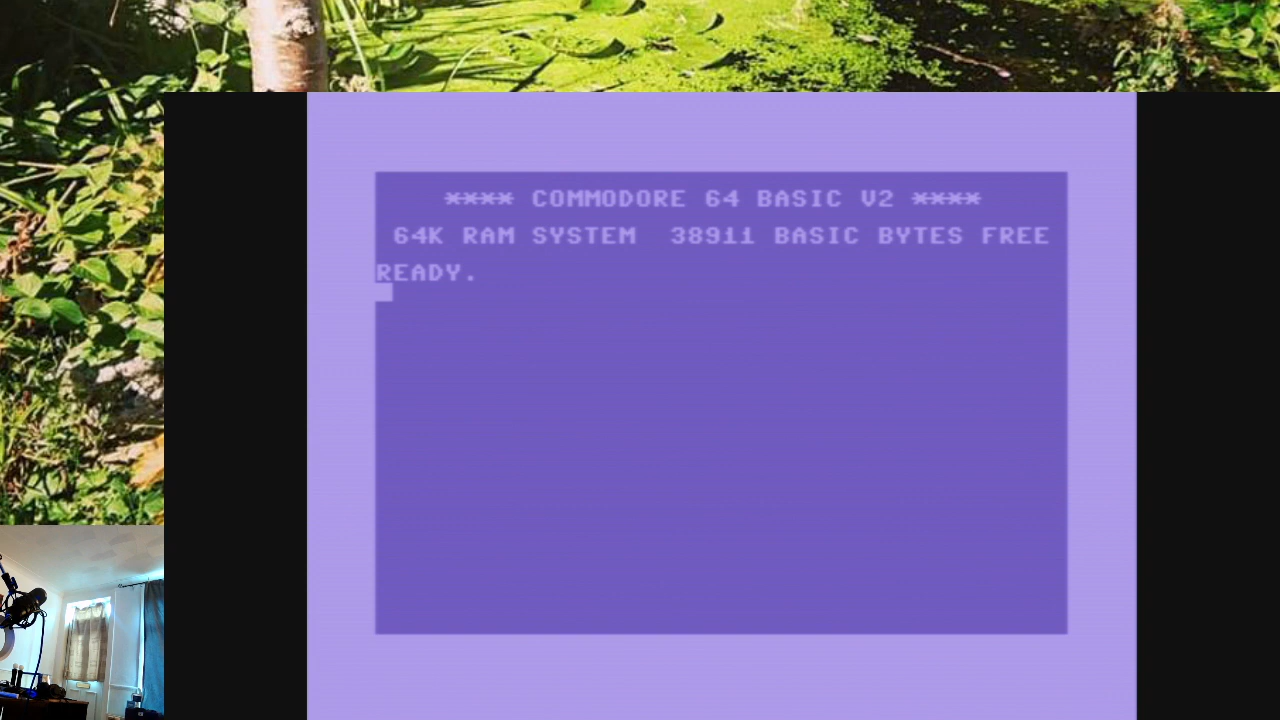 **** COMMODORE 64 BASIC V2 ****
64K RAM SYSTEM  38911 BASIC BYTES FREE
READY.